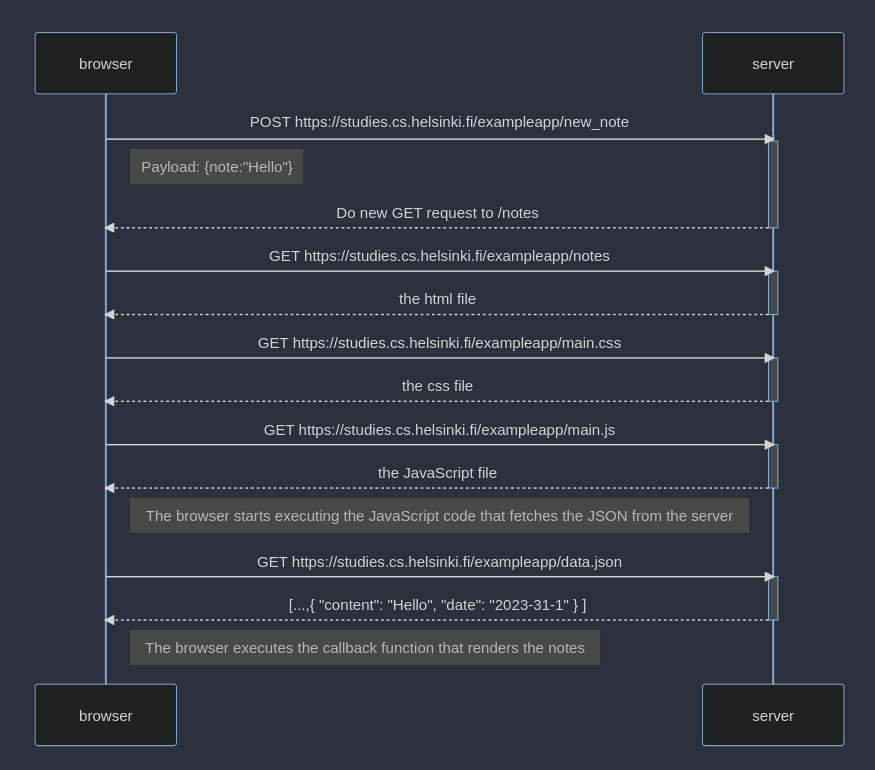 browser
server
POST https://studies.cs.helsinki.fi/exampleapp/new_note
Payload: {note:"Hello"}
Do new GET request to /notes
GET https://studies.cs.helsinki.fi/exampleapp/notes
the html file
GET https://studies.cs.helsinki.fi/exampleapp/main.css
the css file
GET https://studies.cs.helsinki.fi/exampleapp/main.js
the JavaScript file
The browser starts executing the JavaScript code that fetches the JSON from the server
GET https://studies.cs.helsinki.fi/exampleapp/data.json
[...,{ "content": "Hello", "date": "2023-31-1" } ]
The browser executes the callback function that renders the notes
browser
server